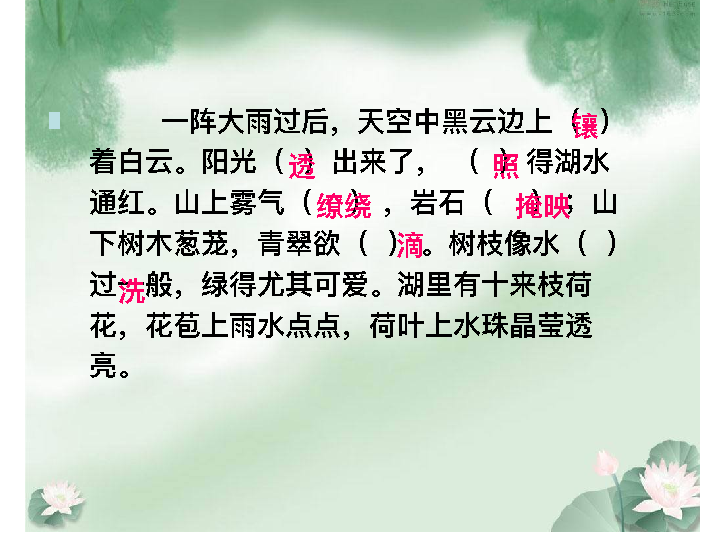 一阵大雨过后，天空中黑云边上（镶）
着白云。阳光（透）出来了，（照）得湖水
通红。山上雾气（缭绕），岩石（掩映）；山
下树木葱茏，青翠欲（ ）滴。树枝像水（ ）
过洗一般，绿得尤其可爱。湖里有十来枝荷
花，花苞上雨水点点，荷叶上水珠晶莹透
亮。